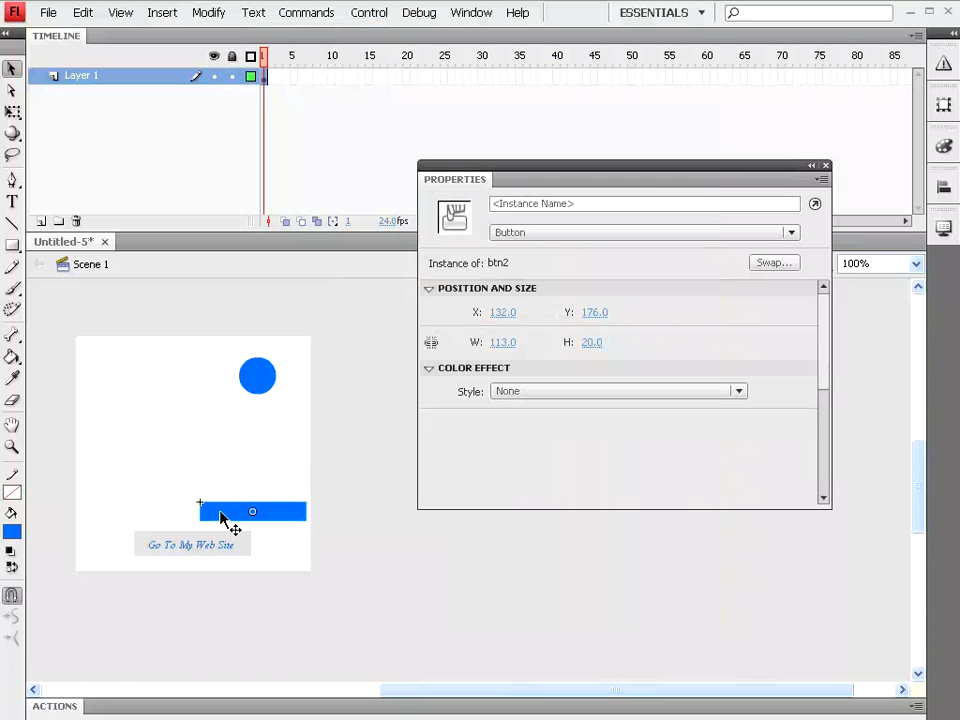 Fl File Edit View Insert Modify Text Commands Control Debug Window Help ESSENTIALS
TIMELINE
1 5 10 15 20 25 30 35 40 45 50 55 60 65 70 75 80 85
Layer 1
PROPERTIES
<Instance Name>
1 24.0fps
Button
Untitled-5*
Scene 1
Instance of: btn2
Swap...
100%
POSITION AND SIZE
X: 132.0 Y: 176.0
W: 113.0 H: 20.0
COLOR EFFECT
Style: None
Go To My Web Site
ACTIONS